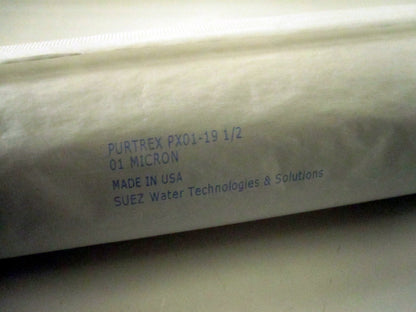 PURTREX PX01-19 1/2
01 MICRON
MADE IN USA
SUEZ Water Technologies & Solutions